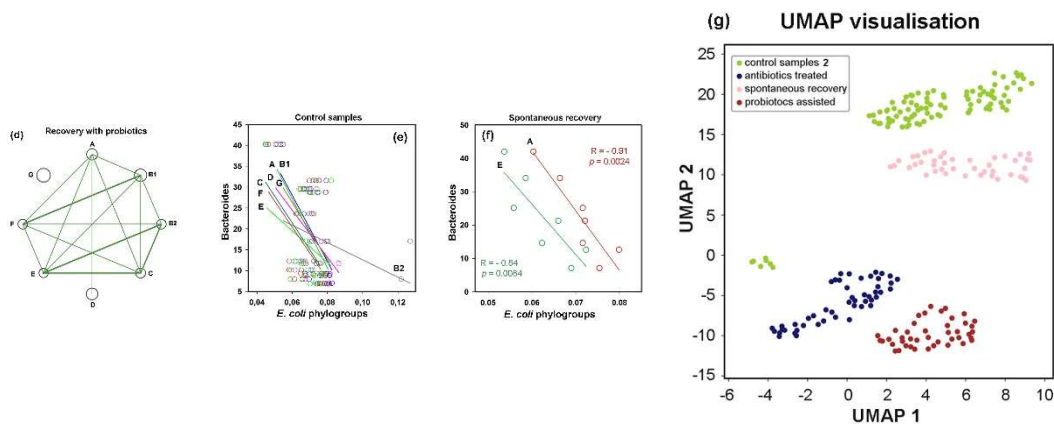 (d)
Recovery with probiotics
A
G
B1
F
B2
E
C
D
Control samples
(e)
45
40
35
30
25
20
15
10
5
Bacteroides
A B1
D
C G
F
E
B2
0,04 0,06 0,08 0,10 0,12
E. coli phylogroups
Spontaneous recovery
(f)
50
40
30
20
10
0
Bacteroides
A
E
R = - 0.91
p = 0.0024
R = - 0.84
p = 0.0084
0.05 0.06 0.07 0.08
E. coli phylogroups
(g) UMAP visualisation
control samples 2
antibiotics treated
spontaneous recovery
probiotocs assisted
25
20
15
10
5
0
-5
-10
-15
UMAP 2
-6 -4 -2 0 2 4 6 8 10
UMAP 1